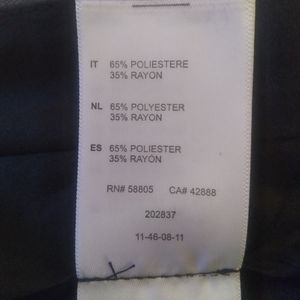 IT 65% POLIESTERE
35% RAYON
NL 65% POLYESTER
35% RAYON
ES 65% POLIESTER
35% RAYÓN
RN# 58805 CA# 42888
202837
11-46-08-11